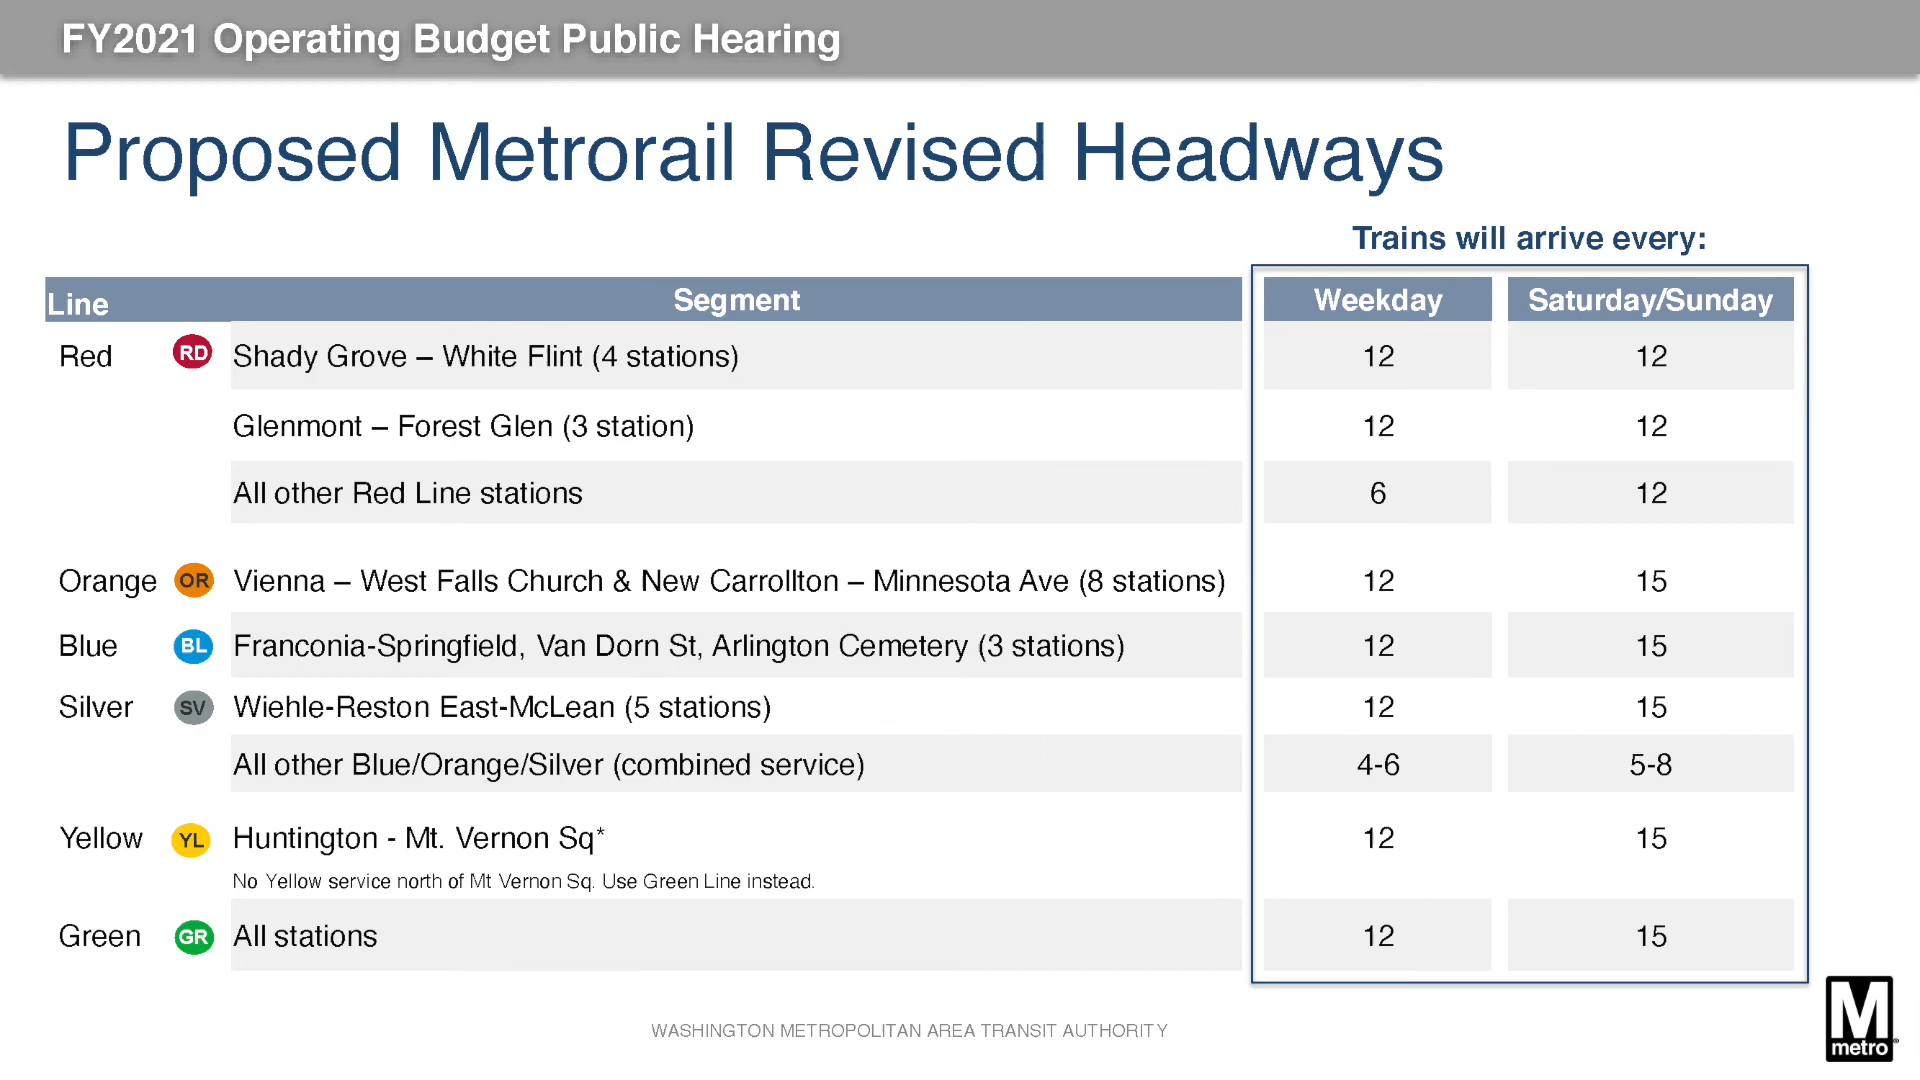 FY2021 Operating Budget Public Hearing
Proposed Metrorail Revised Headways
Trains will arrive every:
Line Segment Weekday Saturday/Sunday
Red RD Shady Grove – White Flint (4 stations) 12 12
Glenmont – Forest Glen (3 station) 12 12
All other Red Line stations 6 12
Orange OR Vienna – West Falls Church & New Carrollton – Minnesota Ave (8 stations) 12 15
Blue BL Franconia-Springfield, Van Dorn St, Arlington Cemetery (3 stations) 12 15
Silver SV Wiehle-Reston East-McLean (5 stations) 12 15
All other Blue/Orange/Silver (combined service) 4-6 5-8
Yellow YL Huntington - Mt. Vernon Sq* 12 15
No Yellow service north of Mt Vernon Sq. Use Green Line instead.
Green GR All stations 12 15
WASHINGTON METROPOLITAN AREA TRANSIT AUTHORITY
M
metro®